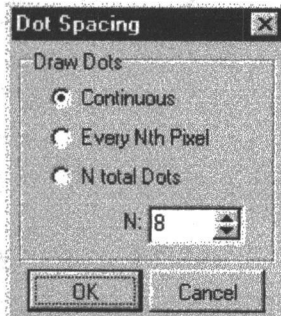 Dot Spacing
Draw Dots
Continuous
Every Nth Pixel
N total Dots
N: 8
OK Cancel